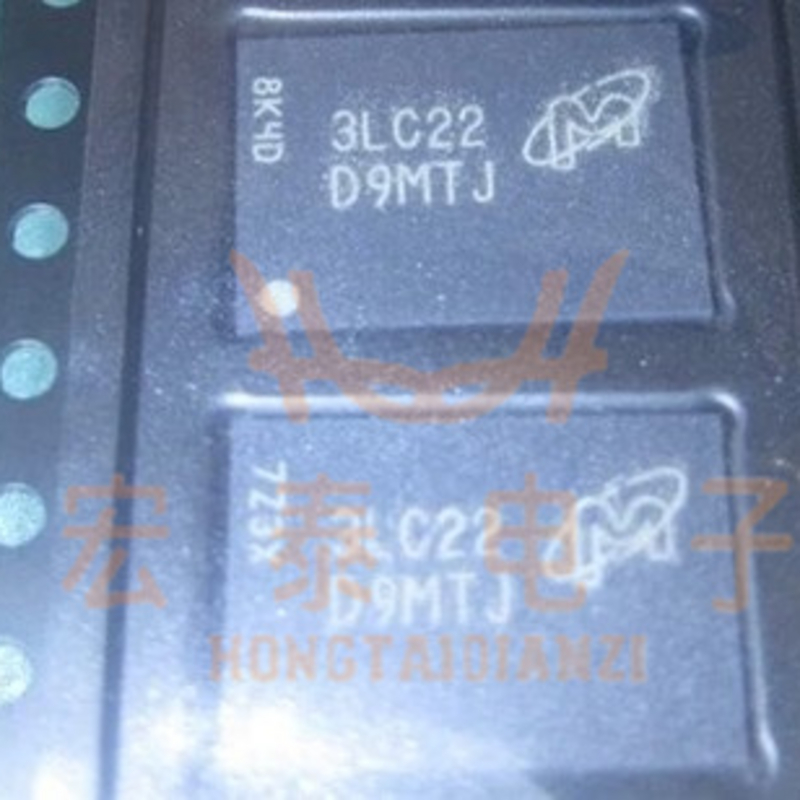 8K4D
3LC22
D9MTJ
7Z3X
3LC22
D9MTJ
宏泰电子
HONGTAIDIANZI